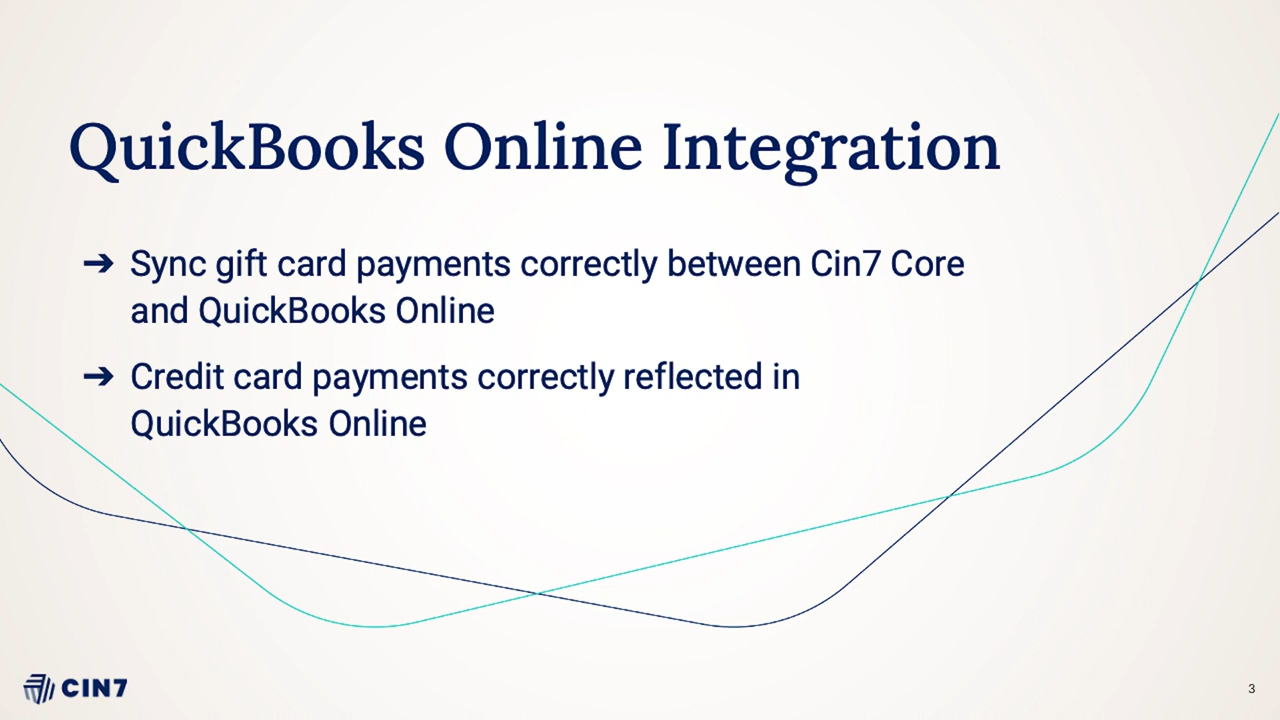 QuickBooks Online Integration
➔ Sync gift card payments correctly between Cin7 Core
and QuickBooks Online
➔ Credit card payments correctly reflected in
QuickBooks Online
CIN7
3